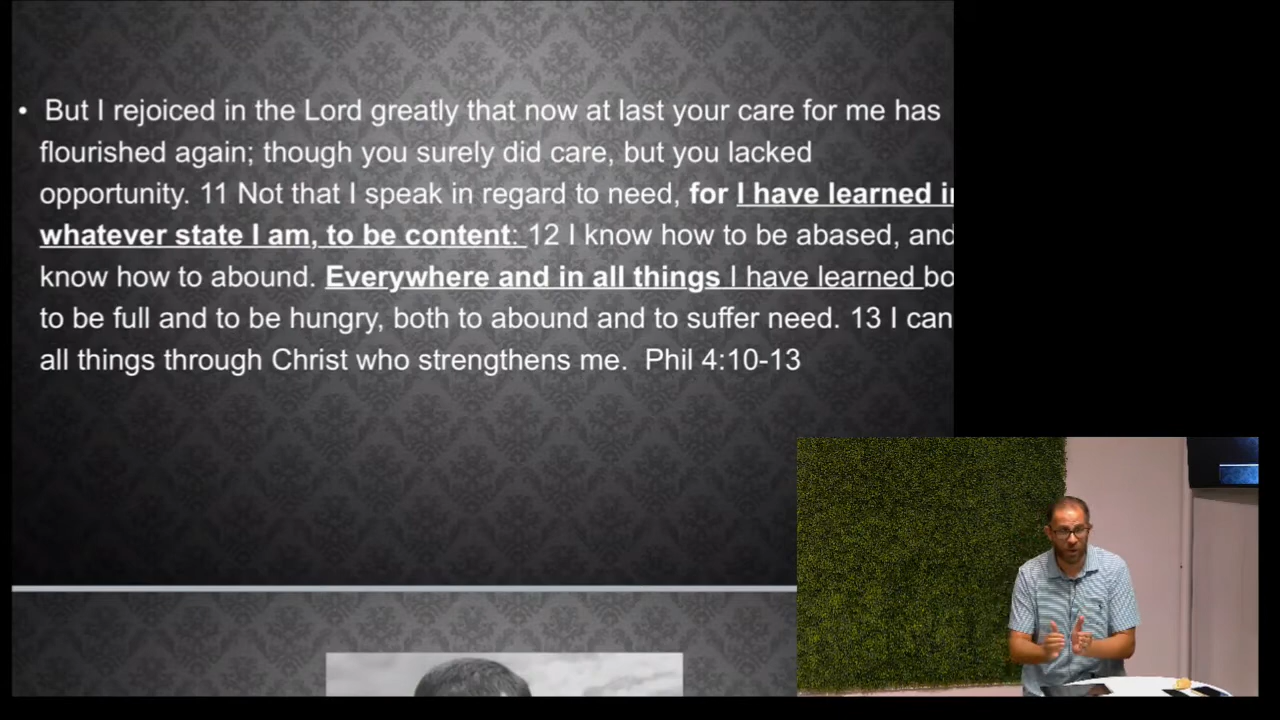 • But I rejoiced in the Lord greatly that now at last your care for me has
flourished again; though you surely did care, but you lacked
opportunity. 11 Not that I speak in regard to need, for I have learned in
whatever state I am, to be content: 12 I know how to be abased, and
know how to abound. Everywhere and in all things I have learned bo
to be full and to be hungry, both to abound and to suffer need. 13 I can
all things through Christ who strengthens me. Phil 4:10-13